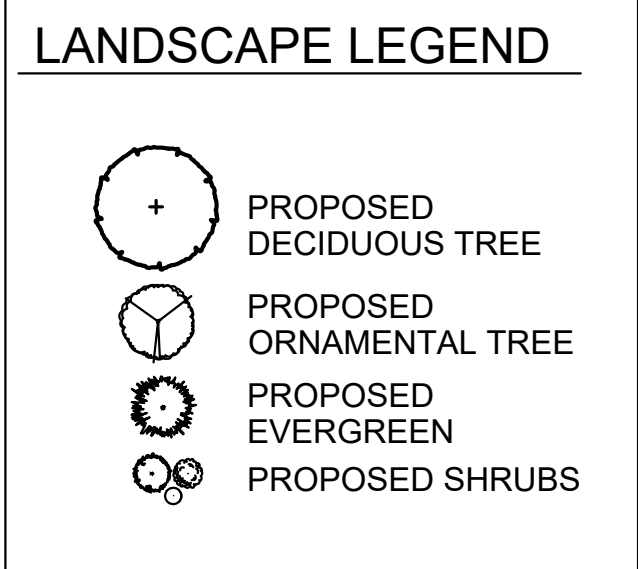 LANDSCAPE LEGEND
PROPOSED
DECIDUOUS TREE
PROPOSED
ORNAMENTAL TREE
PROPOSED
EVERGREEN
PROPOSED SHRUBS